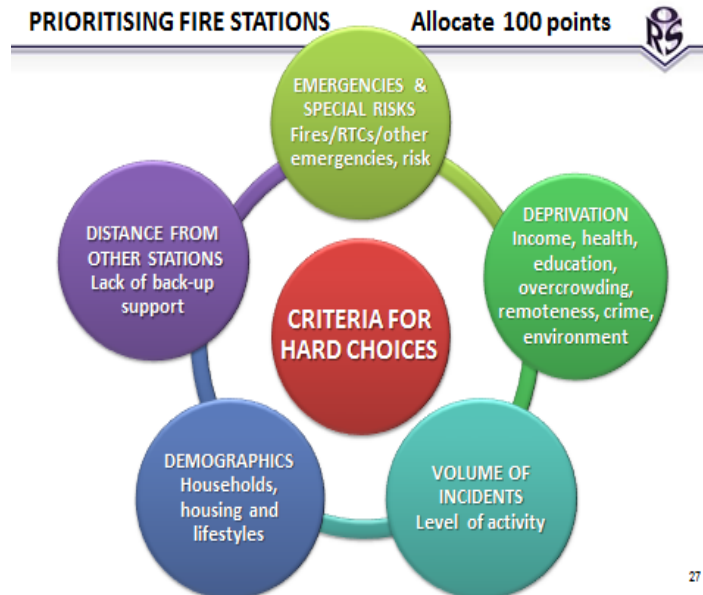 PRIORITISING FIRE STATIONS Allocate 100 points
ORS
EMERGENCIES &
SPECIAL RISKS
Fires/RTCs/other
emergencies, risk
DEPRIVATION
Income, health,
education,
overcrowding,
remoteness, crime,
environment
VOLUME OF
INCIDENTS
Level of activity
DEMOGRAPHICS
Households,
housing and
lifestyles
DISTANCE FROM
OTHER STATIONS
Lack of back-up
support
CRITERIA FOR
HARD CHOICES
27